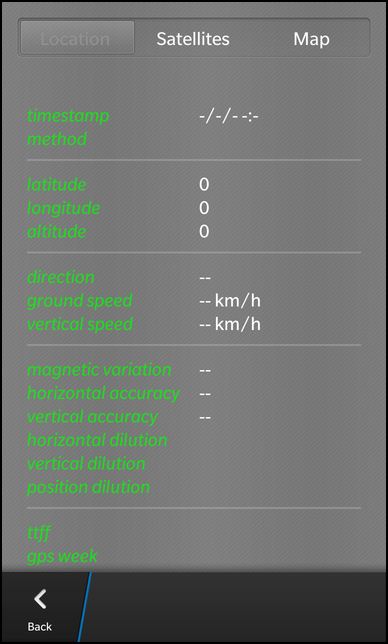 Location Satellites Map
timestamp -/-/- -:-
method
latitude 0
longitude 0
altitude 0
direction --
ground speed -- km/h
vertical speed -- km/h
magnetic variation --
horizontal accuracy --
vertical accuracy --
horizontal dilution
vertical dilution
position dilution
ttff
gps week
Back